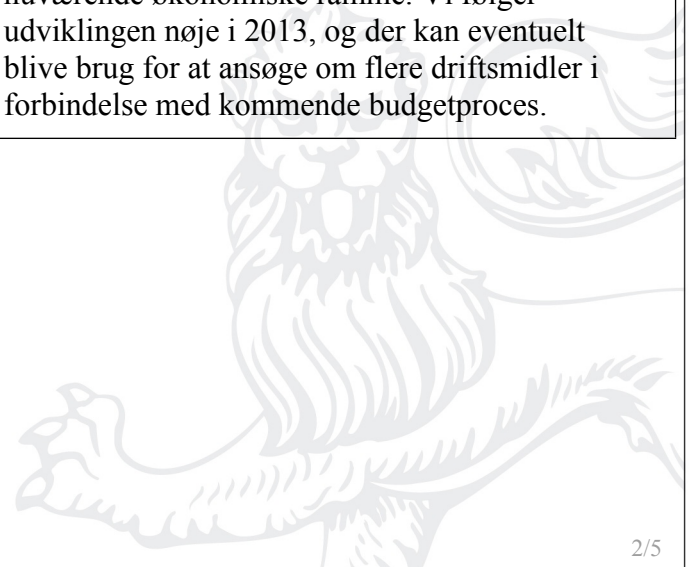 udviklingen nøje i 2013, og der kan eventuelt
blive brug for at ansøge om flere driftsmidler i
forbindelse med kommende budgetproces.
2/5